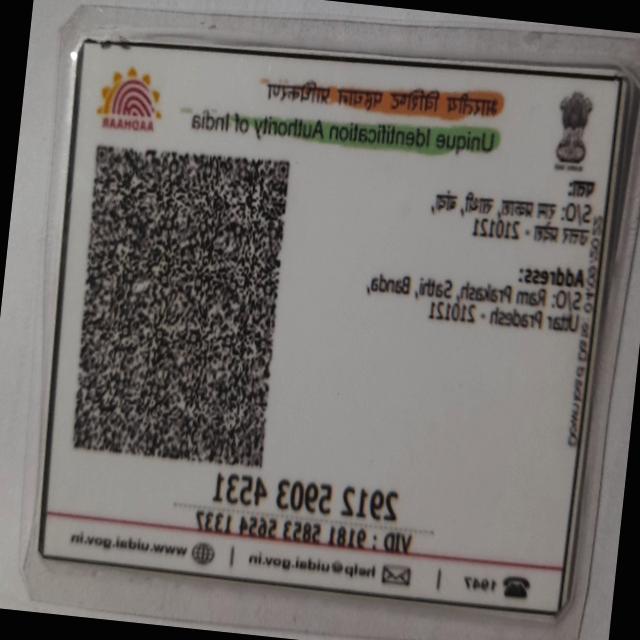 भारतीय विशिष्ट पहचान प्राधिकरण
Unique Identification Authority of India
AADHAAR
पता:
S/O: राम प्रकाश, साथी, बांदा,
उत्तर प्रदेश - 210121
Address:
S/O: Ram Prakash, Sathi, Banda,
Uttar Pradesh - 210121
2912 5903 4531
VID : 9181 5853 5624 1337
1947 | help@uidai.gov.in | www.uidai.gov.in